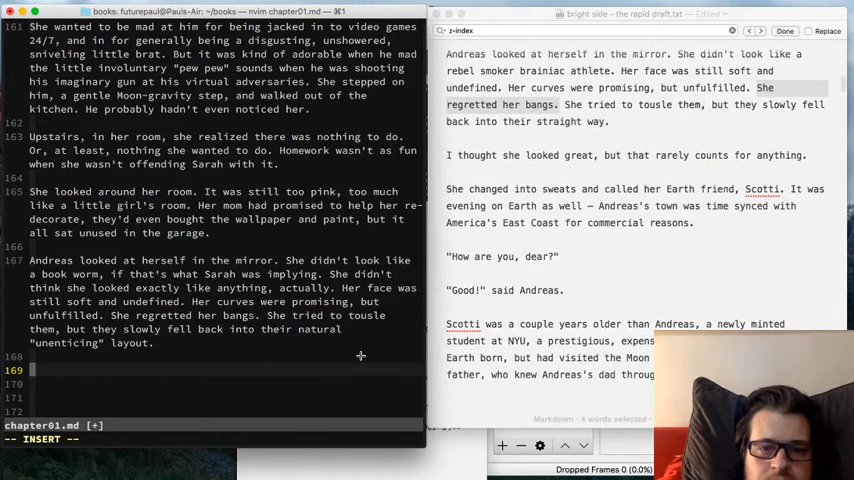 books: futurepaul@Pauls-Air: ~/books - nvim chapter01.md — ⌘1
161 She wanted to be mad at him for being jacked in to video games
24/7, and in for generally being a disgusting, unshowered,
sniveling little brat. But it was kind of adorable when he mad
the little involuntary "pew pew" sounds when he was shooting
his imaginary gun at his virtual adversaries. She stepped on
him, a gentle Moon-gravity step, and walked out of the
kitchen. He probably hadn't even noticed her.
162
163 Upstairs, in her room, she realized there was nothing to do.
Or, at least, nothing she wanted to do. Homework wasn't as fun
when she wasn't offending Sarah with it.
164
165 She looked around her room. It was still too pink, too much
like a little girl's room. Her mom had promised to help her re-
decorate, they'd even bought the wallpaper and paint, but it
all sat unused in the garage.
166
167 Andreas looked at herself in the mirror. She didn't look like
a book worm, if that's what Sarah was implying. She didn't
think she looked exactly like anything, actually. Her face was
still soft and undefined. Her curves were promising, but
unfulfilled. She regretted her bangs. She tried to tousle
them, but they slowly fell back into their natural
"unenticing" layout.
168
169
170
171
172
chapter01.md [+]
-- INSERT --
bright side - the rapid draft.txt — Edited
z-index
Done
Replace
Andreas looked at herself in the mirror. She didn't look like a
rebel smoker brainiac athlete. Her face was still soft and
undefined. Her curves were promising, but unfulfilled. She
regretted her bangs. She tried to tousle them, but they slowly fell
back into their straight way.
I thought she looked great, but that rarely counts for anything.
She changed into sweats and called her Earth friend, Scotti. It was
evening on Earth as well — Andreas's town was time synced with
America's East Coast for commercial reasons.
"How are you, dear?"
"Good!" said Andreas.
Scotti was a couple years older than Andreas, a newly minted
student at NYU, a prestigious, expens
Earth born, but had visited the Moon
father, who knew Andreas's dad throug
Markdown - 4 words selected -
Dropped Frames 0 (0.0%)